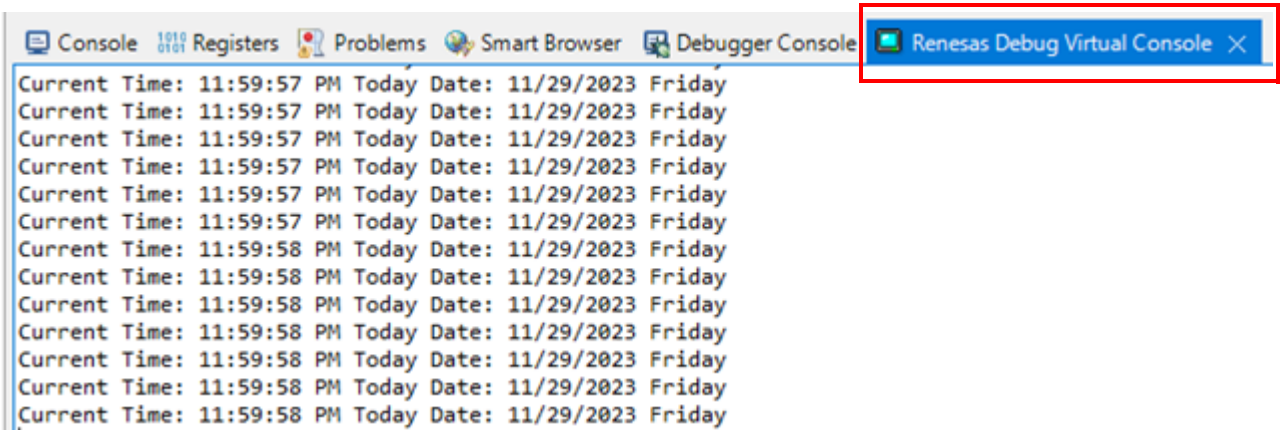 Console Registers Problems Smart Browser Debugger Console Renesas Debug Virtual Console
Current Time: 11:59:57 PM Today Date: 11/29/2023 Friday
Current Time: 11:59:57 PM Today Date: 11/29/2023 Friday
Current Time: 11:59:57 PM Today Date: 11/29/2023 Friday
Current Time: 11:59:57 PM Today Date: 11/29/2023 Friday
Current Time: 11:59:57 PM Today Date: 11/29/2023 Friday
Current Time: 11:59:57 PM Today Date: 11/29/2023 Friday
Current Time: 11:59:58 PM Today Date: 11/29/2023 Friday
Current Time: 11:59:58 PM Today Date: 11/29/2023 Friday
Current Time: 11:59:58 PM Today Date: 11/29/2023 Friday
Current Time: 11:59:58 PM Today Date: 11/29/2023 Friday
Current Time: 11:59:58 PM Today Date: 11/29/2023 Friday
Current Time: 11:59:58 PM Today Date: 11/29/2023 Friday
Current Time: 11:59:58 PM Today Date: 11/29/2023 Friday